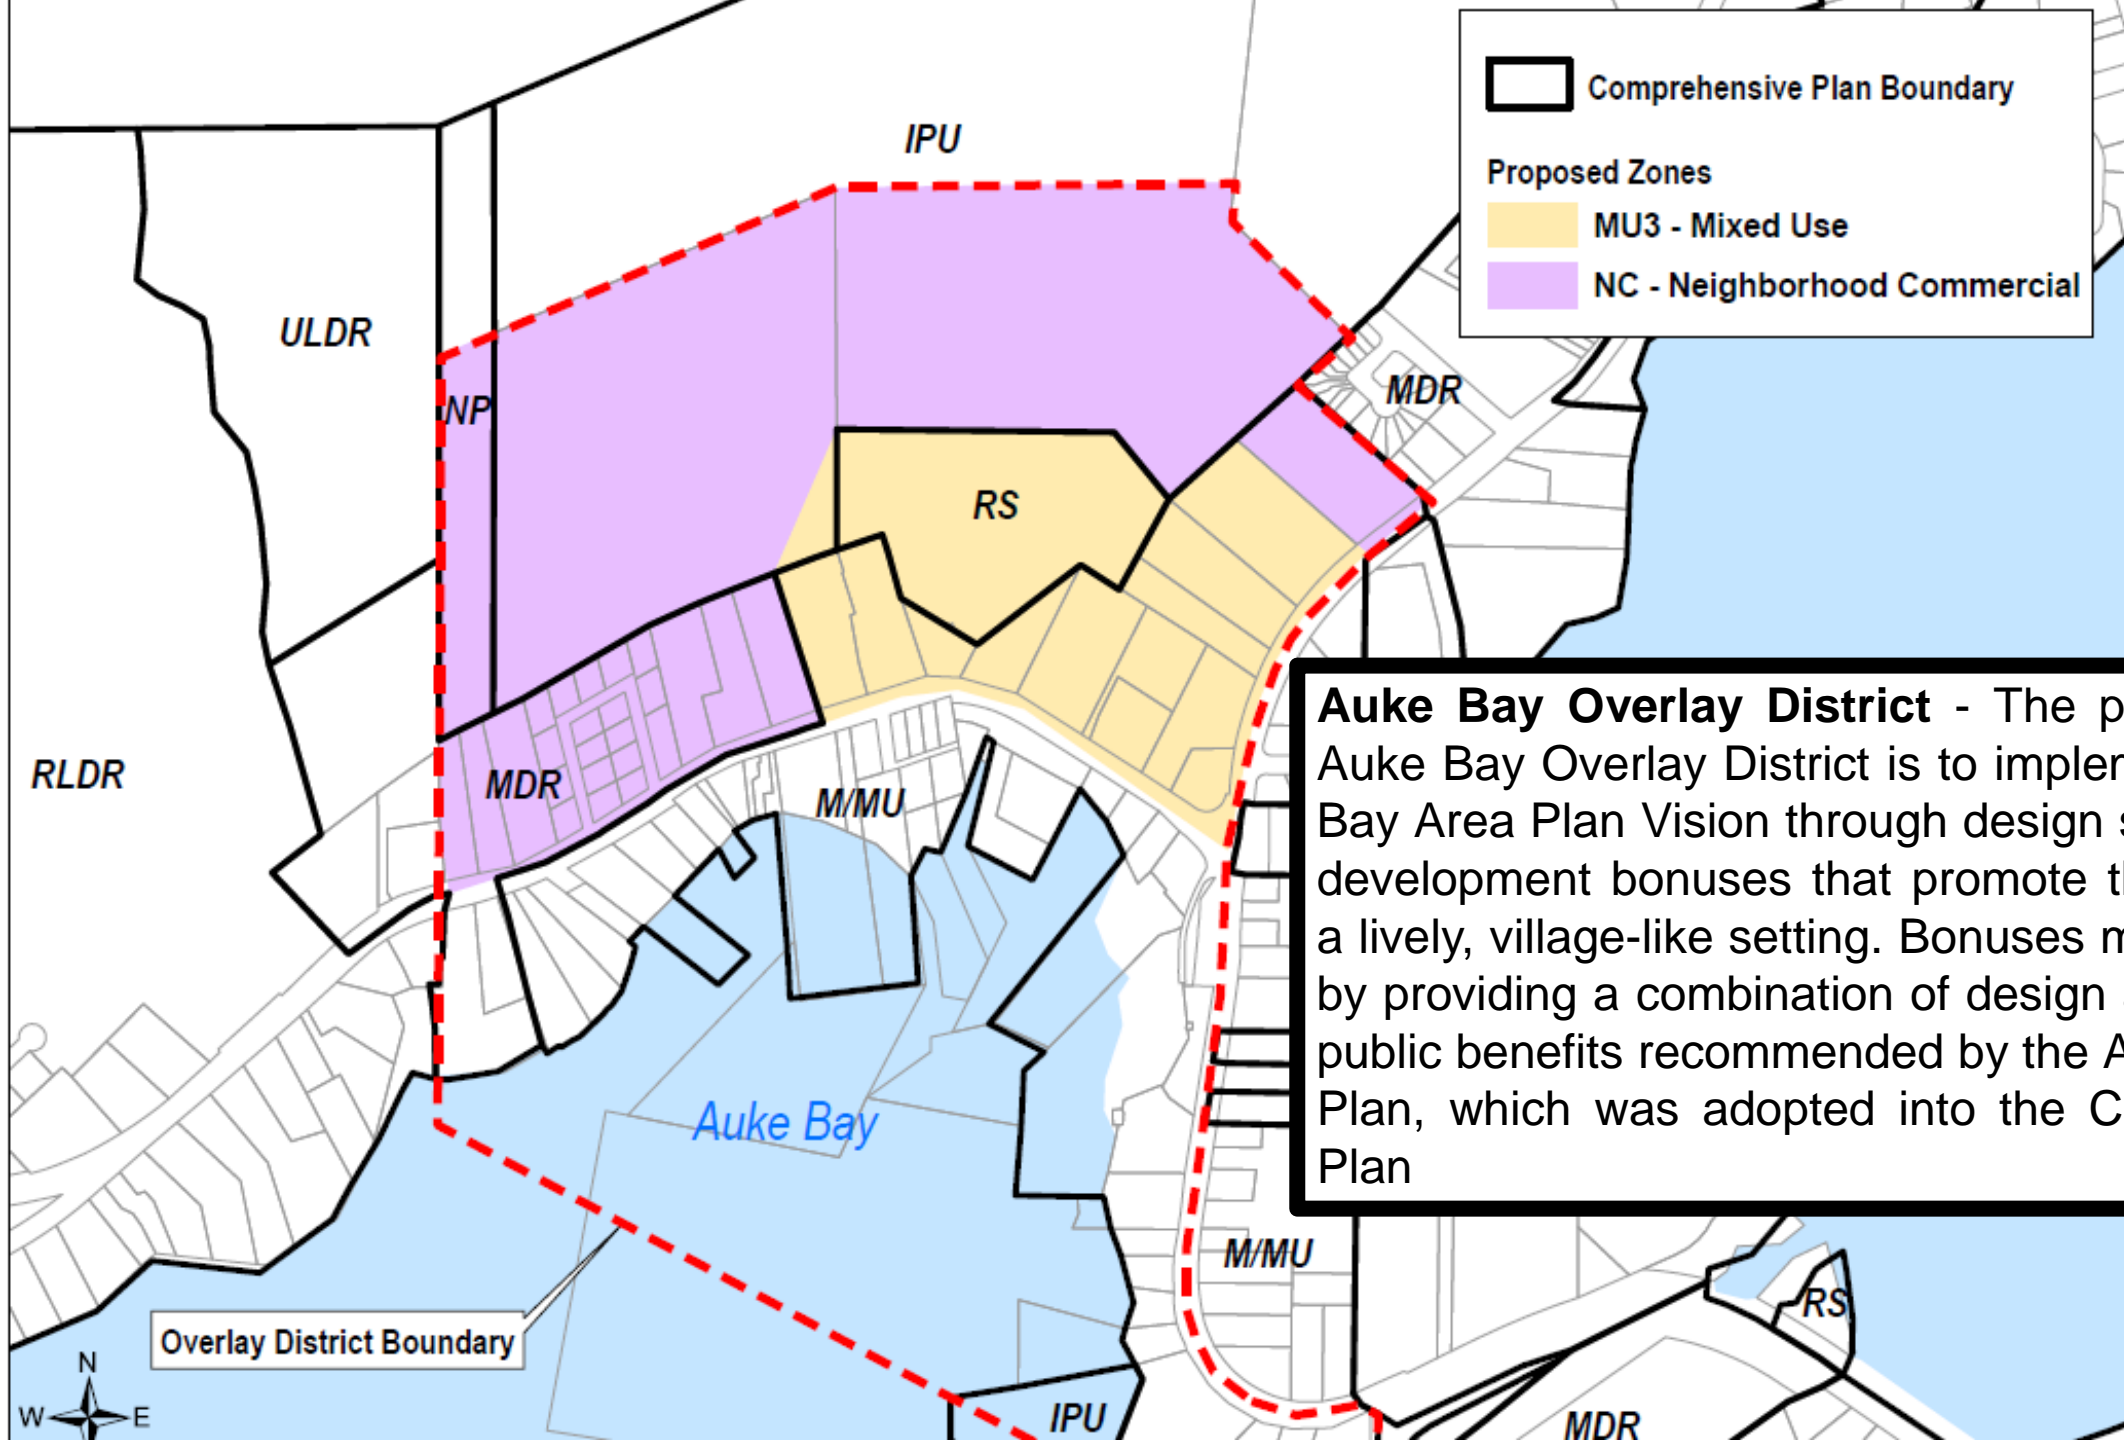 IPU
Comprehensive Plan Boundary
Proposed Zones
MU3 - Mixed Use
NC - Neighborhood Commercial
ULDR
NP
MDR
RS
RLDR
MDR
M/MU
Auke Bay Overlay District - The p
Auke Bay Overlay District is to impler
Bay Area Plan Vision through design s
development bonuses that promote th
a lively, village-like setting. Bonuses m
by providing a combination of design
public benefits recommended by the A
Plan, which was adopted into the C
Plan
Auke Bay
M/MU
RS
Overlay District Boundary
N
W E
IPU
MDR